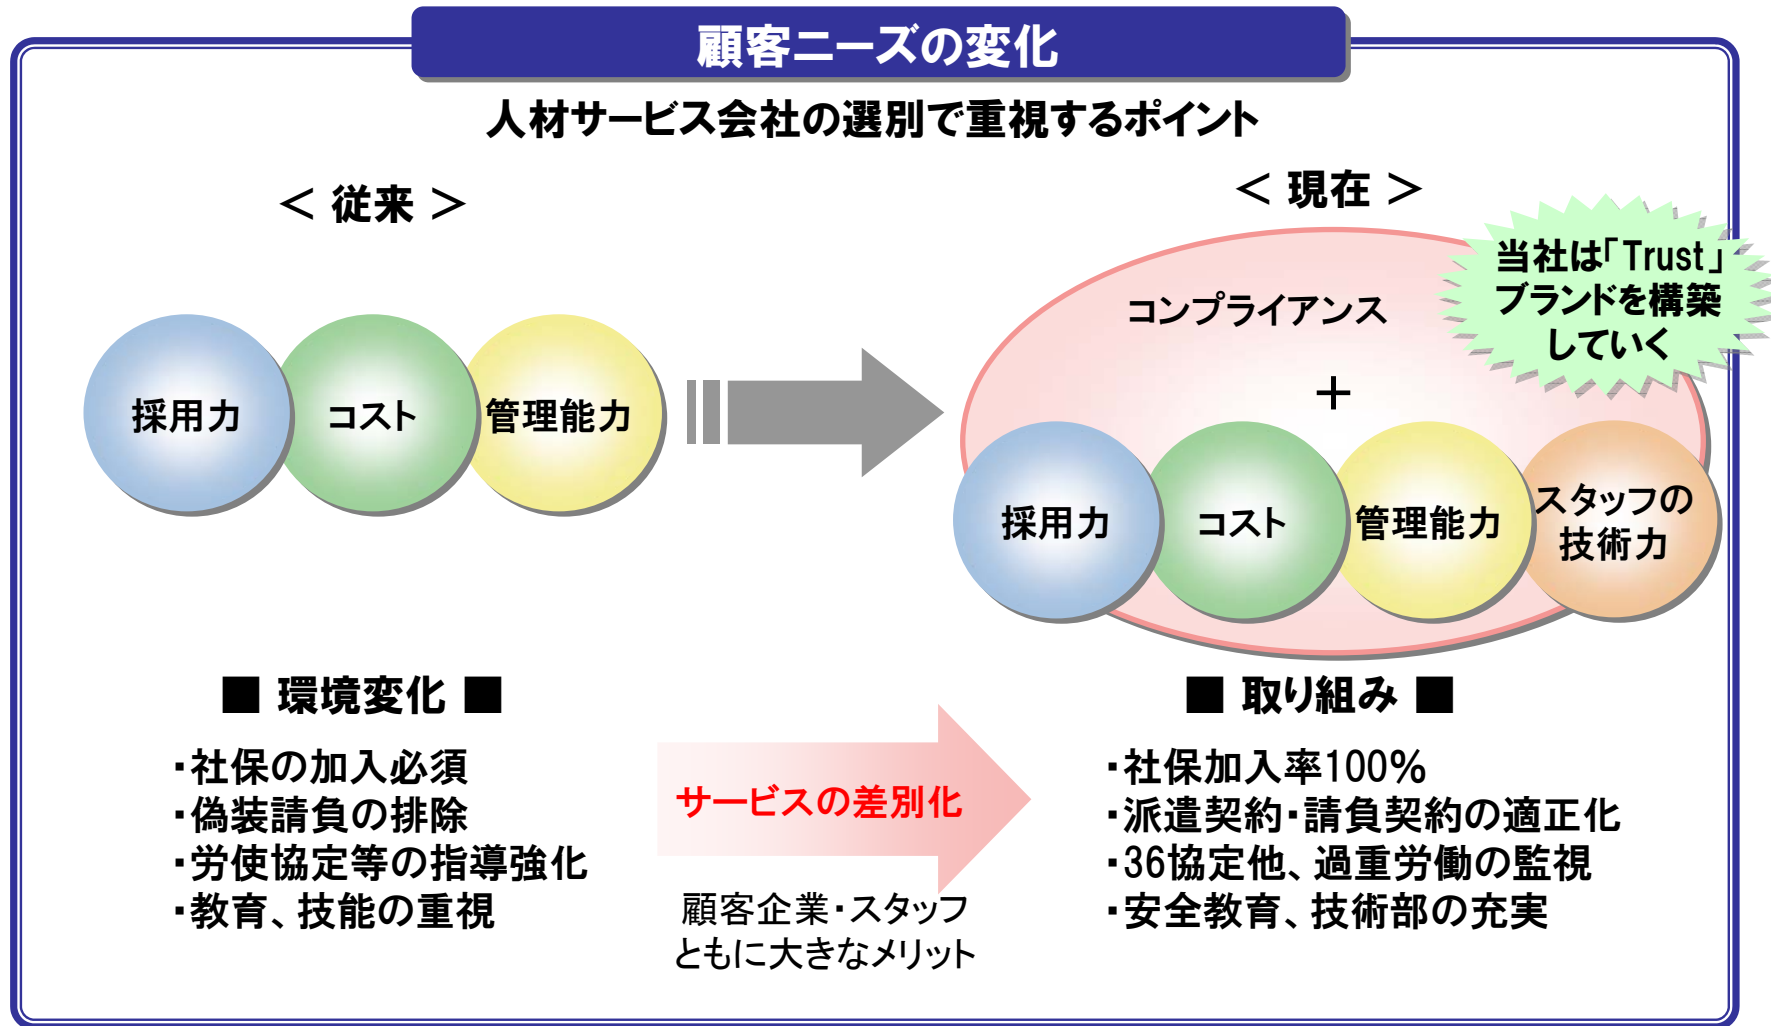 顧客ニーズの変化
人材サービス会社の選別で重視するポイント
＜ 従来 ＞
採用力
コスト
管理能力
＜ 現在 ＞
当社は「Trust」
ブランドを構築
していく
コンプライアンス
＋
採用力
コスト
管理能力
スタッフの
技術力
■ 環境変化 ■
・社保の加入必須
・偽装請負の排除
・労使協定等の指導強化
・教育、技能の重視
サービスの差別化
顧客企業・スタッフ
ともに大きなメリット
■ 取り組み ■
・社保加入率100％
・派遣契約・請負契約の適正化
・36協定他、過重労働の監視
・安全教育、技術部の充実